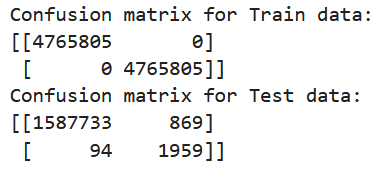 Confusion matrix for Train data:
[[4765805       0]
 [      0 4765805]]
Confusion matrix for Test data:
[[1587733     869]
 [     94    1959]]